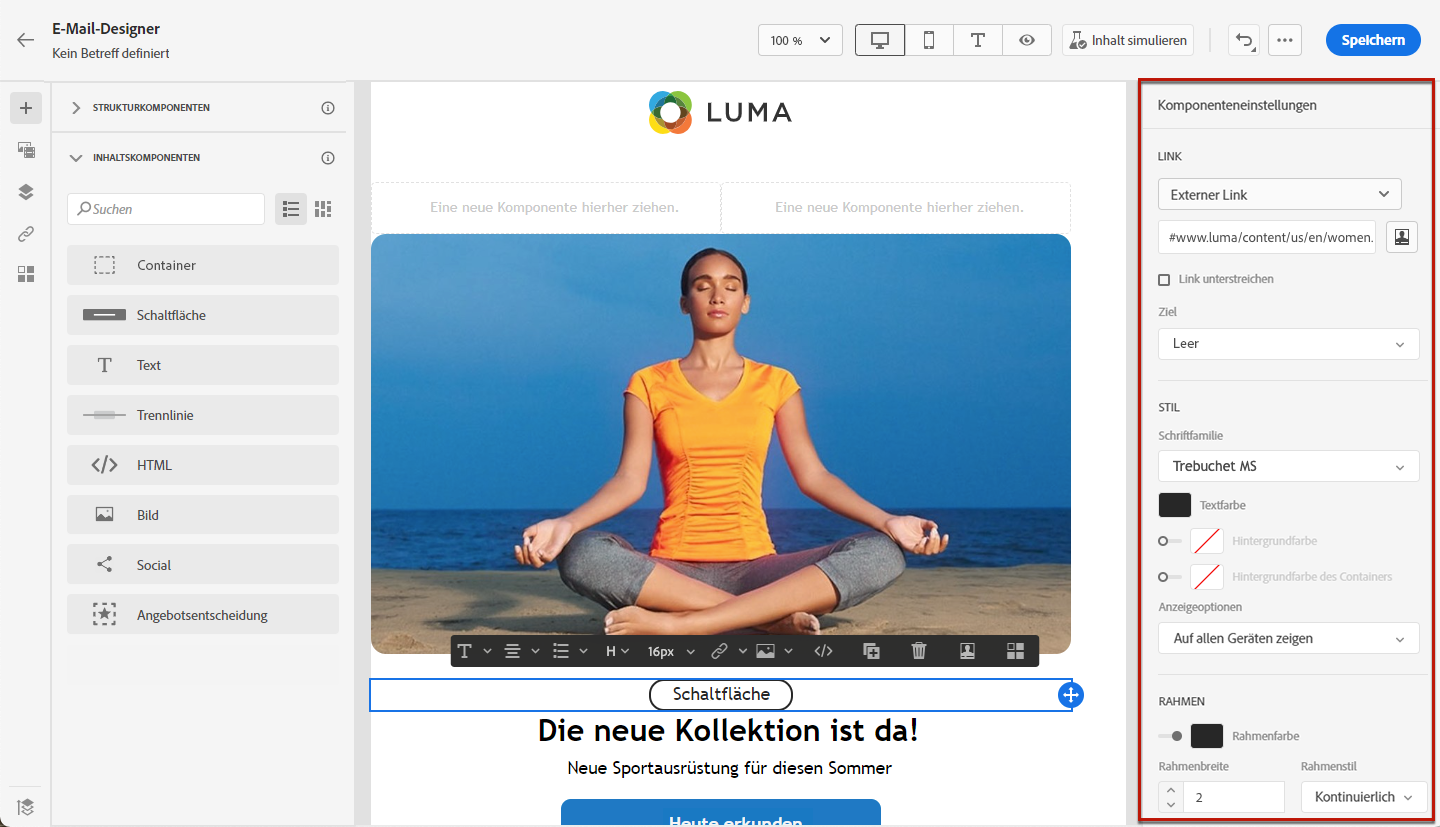 E-Mail-Designer
Kein Betreff definiert
100 %
Inhalt simulieren
Speichern
STRUKTURKOMPONENTEN
INHALTSKOMPONENTEN
Suchen
Container
Schaltfläche
Text
Trennlinie
HTML
Bild
Social
Angebotsentscheidung
LUMA
Eine neue Komponente hierher ziehen.
Eine neue Komponente hierher ziehen.
H
16px
Schaltfläche
Die neue Kollektion ist da!
Neue Sportausrüstung für diesen Sommer
Heute erkunden
Komponenteneinstellungen
LINK
Externer Link
#www.luma/content/us/en/women.
Link unterstreichen
Ziel
Leer
STIL
Schriftfamilie
Trebuchet MS
Textfarbe
Hintergrundfarbe
Hintergrundfarbe des Containers
Anzeigeoptionen
Auf allen Geräten zeigen
RAHMEN
Rahmenfarbe
Rahmenbreite
Rahmenstil
2
Kontinuierlich